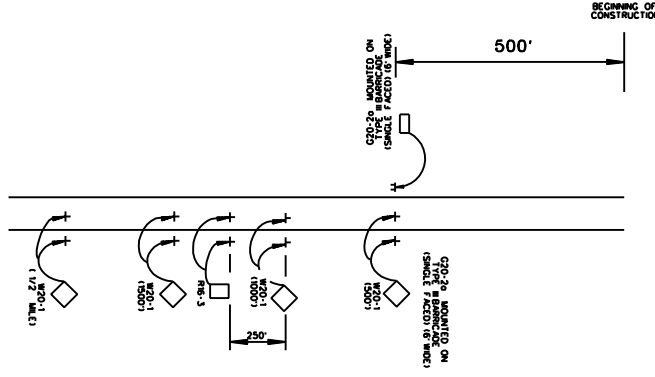 BEGINNING OF
CONSTRUCTION
500'
G20-2a MOUNTED ON
TYPE III BARRICADE
(SINGLE FACED) (6' WIDE)
W20-1
(1/2 MILE)
W20-1
(1500')
R16-3
250'
W20-1
(1000')
W20-1
(500')
G20-2a MOUNTED ON
TYPE III BARRICADE
(SINGLE FACED) (6' WIDE)